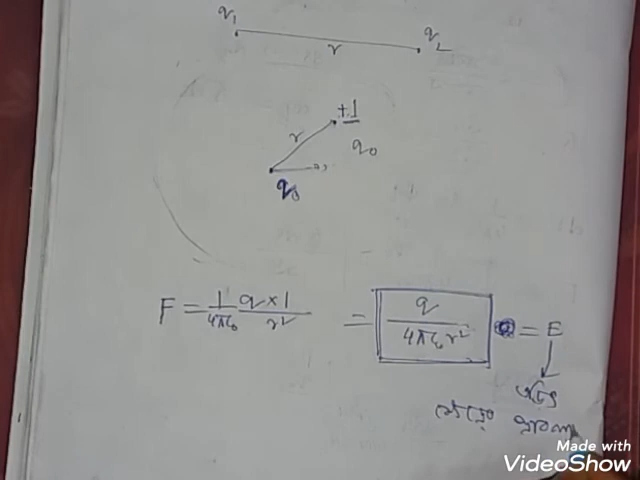 q₁ q₂
r
+1
r
q₀
q
F = 1/4πε₀ q×1/r² = q/4πε₀r² = E
Made with
VideoShow